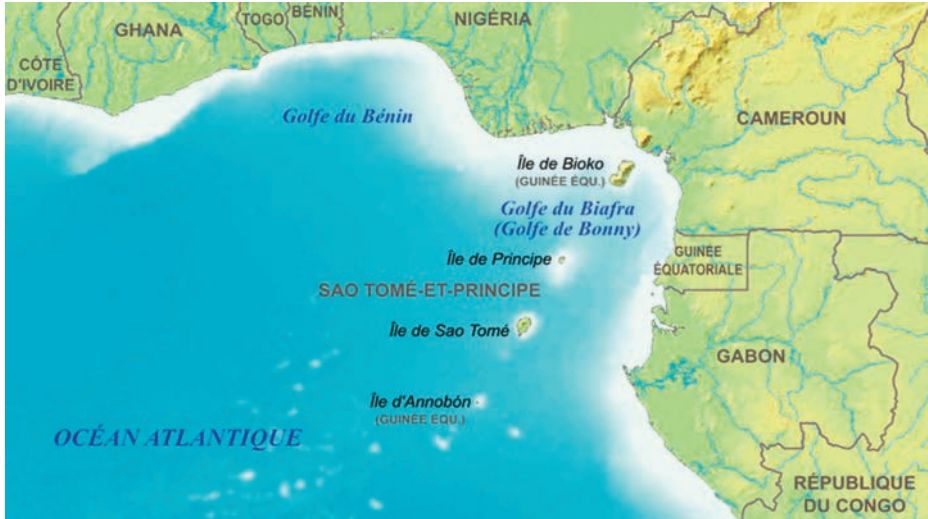 GHANA
TOGO
BÉNIN
NIGÉRIA
CÔTE
D'IVOIRE
CAMEROUN
Golfe du Bénin
Île de Bioko
(GUINÉE ÉQU.)
Golfe du Biafra
(Golfe de Bonny)
GUINÉE
ÉQUATORIALE
Île de Principe
SAO TOMÉ-ET-PRINCIPE
Île de Sao Tomé
GABON
Île d'Annobón
(GUINÉE ÉQU.)
OCÉAN ATLANTIQUE
RÉPUBLIQUE
DU CONGO